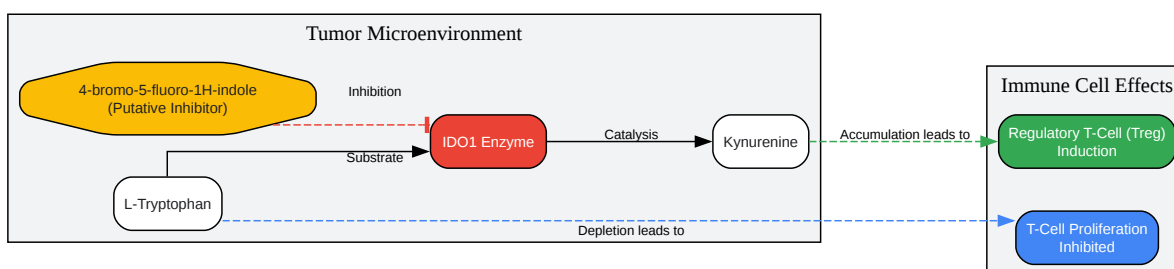 Tumor Microenvironment
4-bromo-5-fluoro-1H-indole
(Putative Inhibitor)
Inhibition
IDO1 Enzyme
Substrate
L-Tryptophan
Catalysis
Kynurenine
Accumulation leads to
Depletion leads to
Immune Cell Effects
Regulatory T-Cell (Treg)
Induction
T-Cell Proliferation
Inhibited